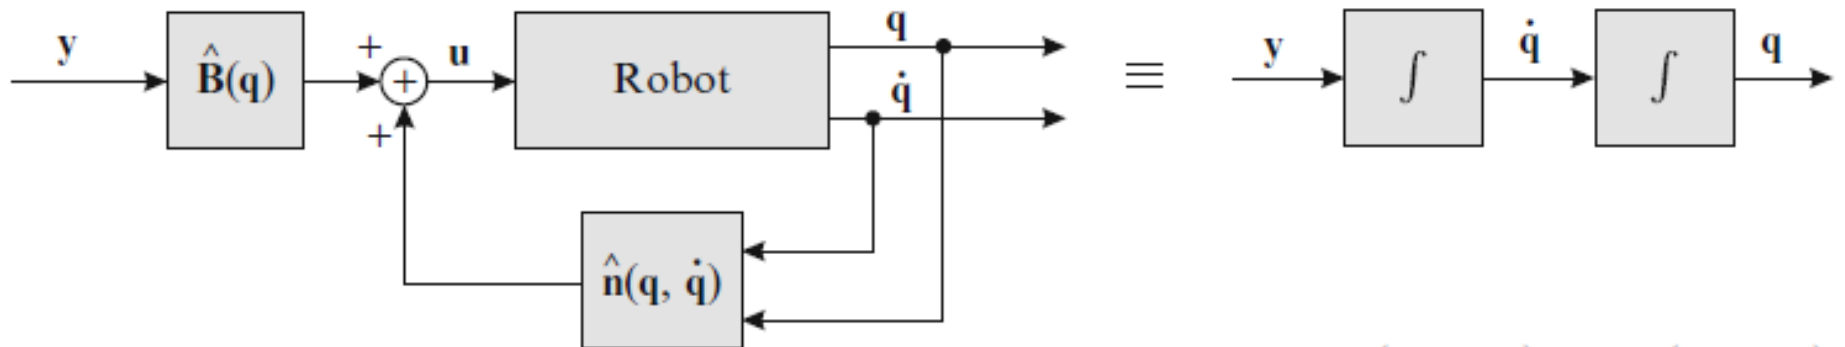 y
B̂(q)
+
+
+
u
Robot
q
q̇
n̂(q, q̇)
≡
y
∫
q̇
∫
q